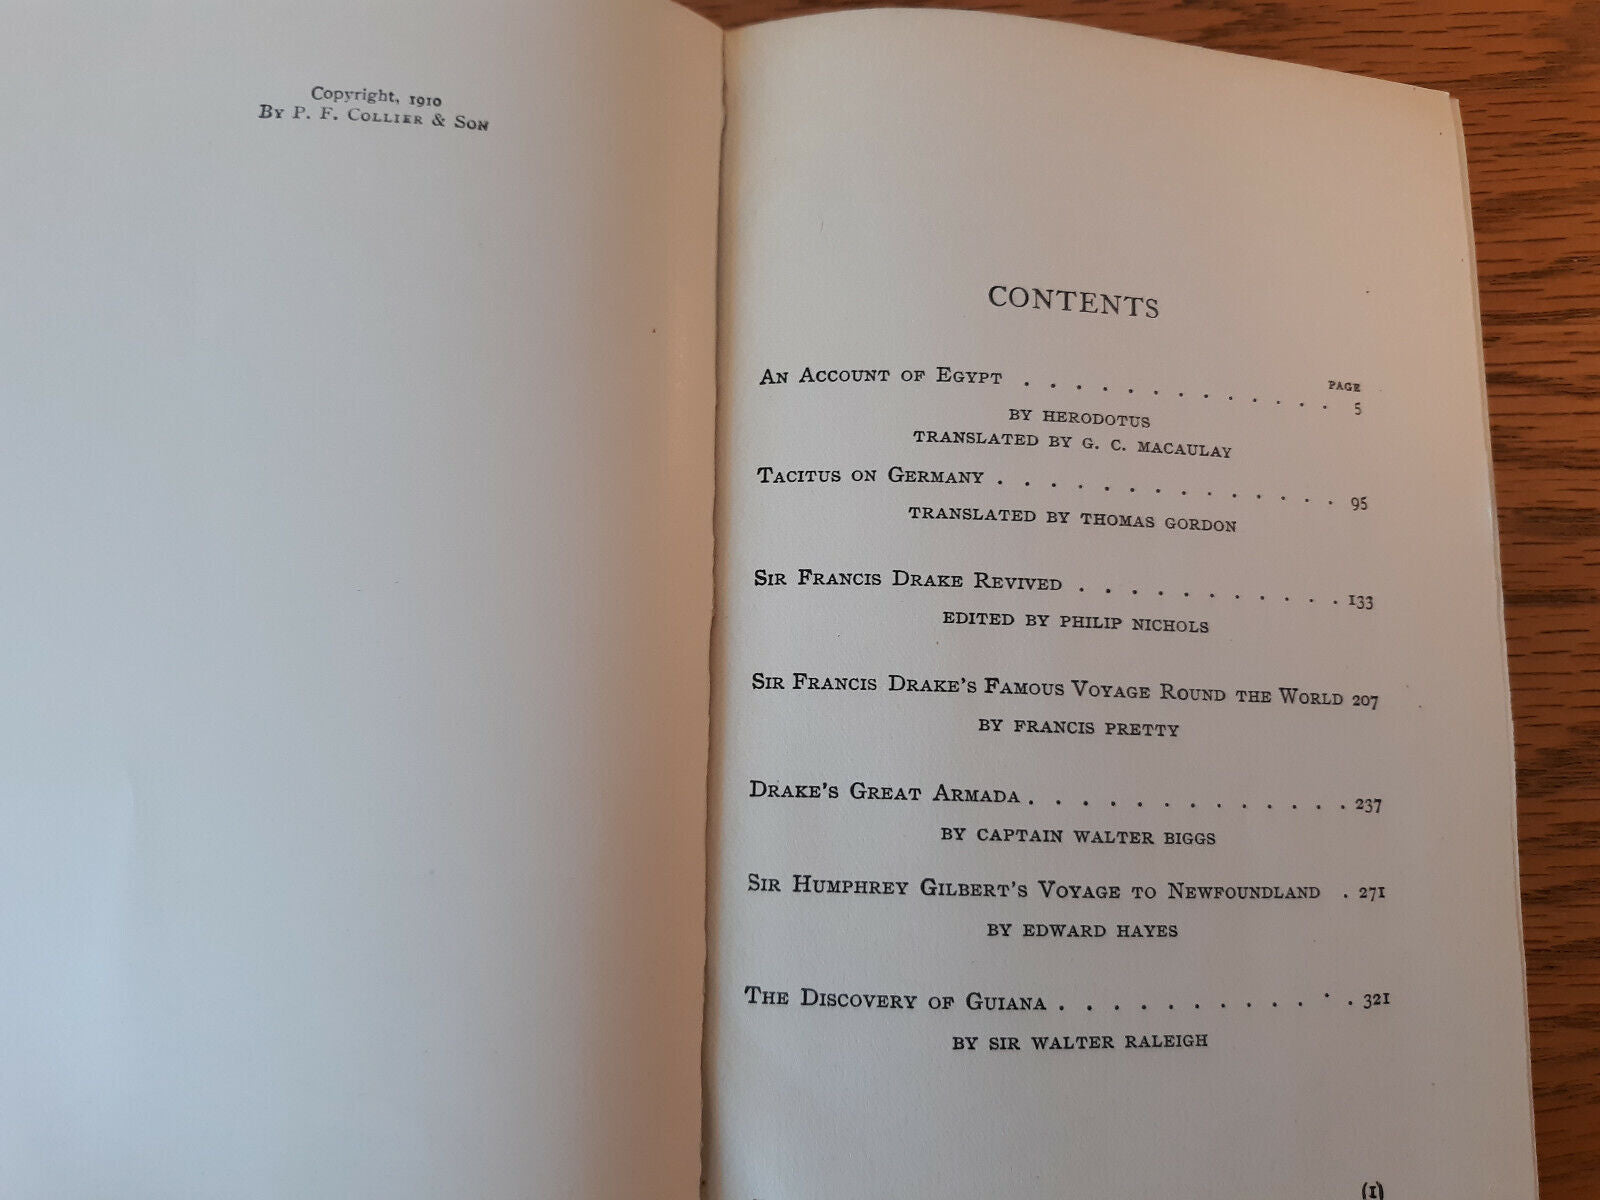 Copyright, 1910
By P. F. Collier & Son
CONTENTS
PAGE
An Account of Egypt . . . . . . . . . . . . 5
BY HERODOTUS
TRANSLATED BY G. C. MACAULAY
Tacitus on Germany . . . . . . . . . . . . . . 95
TRANSLATED BY THOMAS GORDON
Sir Francis Drake Revived . . . . . . . . . . . 133
EDITED BY PHILIP NICHOLS
Sir Francis Drake's Famous Voyage Round the World 207
BY FRANCIS PRETTY
Drake's Great Armada . . . . . . . . . . . . . 237
BY CAPTAIN WALTER BIGGS
Sir Humphrey Gilbert's Voyage to Newfoundland . 271
BY EDWARD HAYES
The Discovery of Guiana . . . . . . . . . . . . 321
BY SIR WALTER RALEIGH
(1)